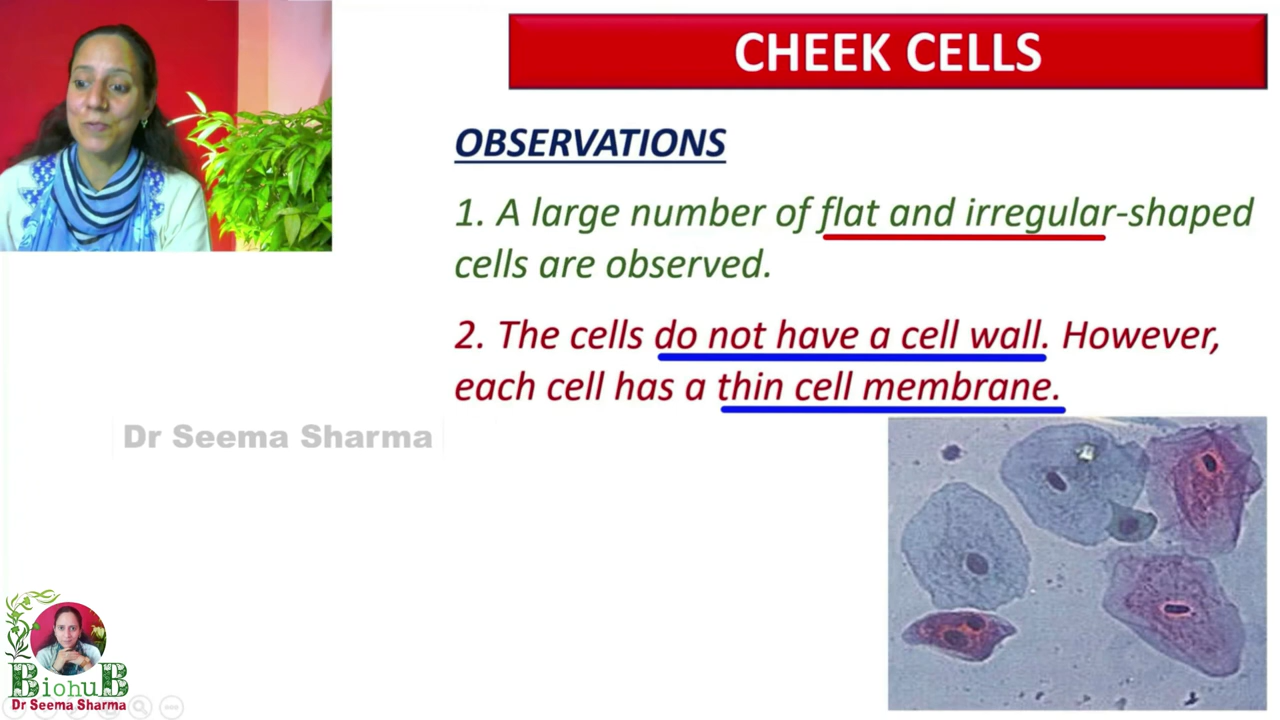 CHEEK CELLS
OBSERVATIONS
1. A large number of flat and irregular-shaped
cells are observed.
2. The cells do not have a cell wall. However,
each cell has a thin cell membrane.
Dr Seema Sharma
BiohuB
Dr Seema Sharma